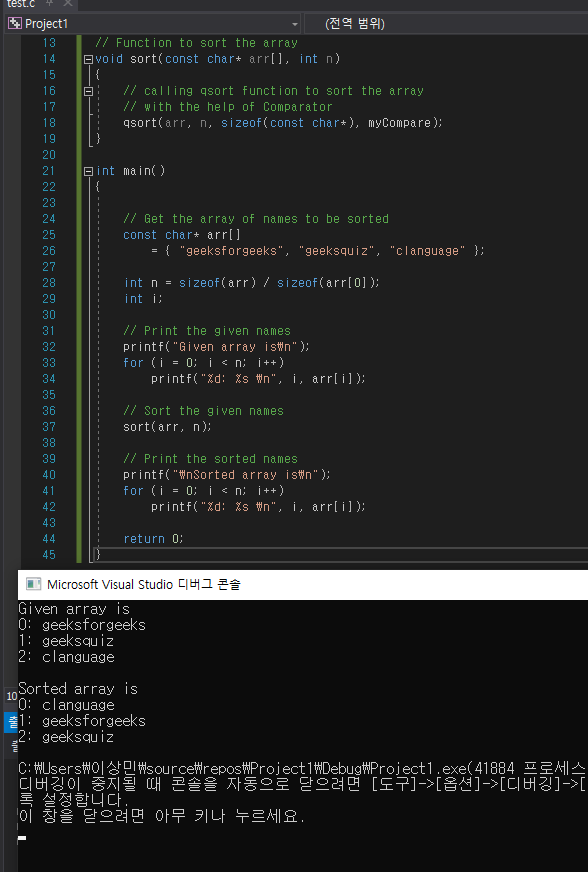 test.c
Project1 (전역 범위)
13 // Function to sort the array
14 void sort(const char* arr[], int n)
15 {
16 // calling qsort function to sort the array
17 // with the help of Comparator
18 qsort(arr, n, sizeof(const char*), myCompare);
19 }
20
21 int main()
22 {
23
24 // Get the array of names to be sorted
25 const char* arr[]
26 = { "geeksforgeeks", "geeksquiz", "clanguage" };
27
28 int n = sizeof(arr) / sizeof(arr[0]);
29 int i;
30
31 // Print the given names
32 printf("Given array is₩n");
33 for (i = 0; i < n; i++)
34 printf("%d: %s ₩n", i, arr[i]);
35
36 // Sort the given names
37 sort(arr, n);
38
39 // Print the sorted names
40 printf("₩nSorted array is₩n");
41 for (i = 0; i < n; i++)
42 printf("%d: %s ₩n", i, arr[i]);
43
44 return 0;
45 }
Microsoft Visual Studio 디버그 콘솔
Given array is
0: geeksforgeeks
1: geeksquiz
2: clanguage
Sorted array is
0: clanguage
1: geeksforgeeks
2: geeksquiz
C:₩Users₩이상민₩source₩repos₩Project1₩Debug₩Project1.exe(41884 프로세스
디버깅이 중지될 때 콘솔을 자동으로 닫으려면 [도구]->[옵션]->[디버깅]->[
록 설정합니다.
이 창을 닫으려면 아무 키나 누르세요.
10
출